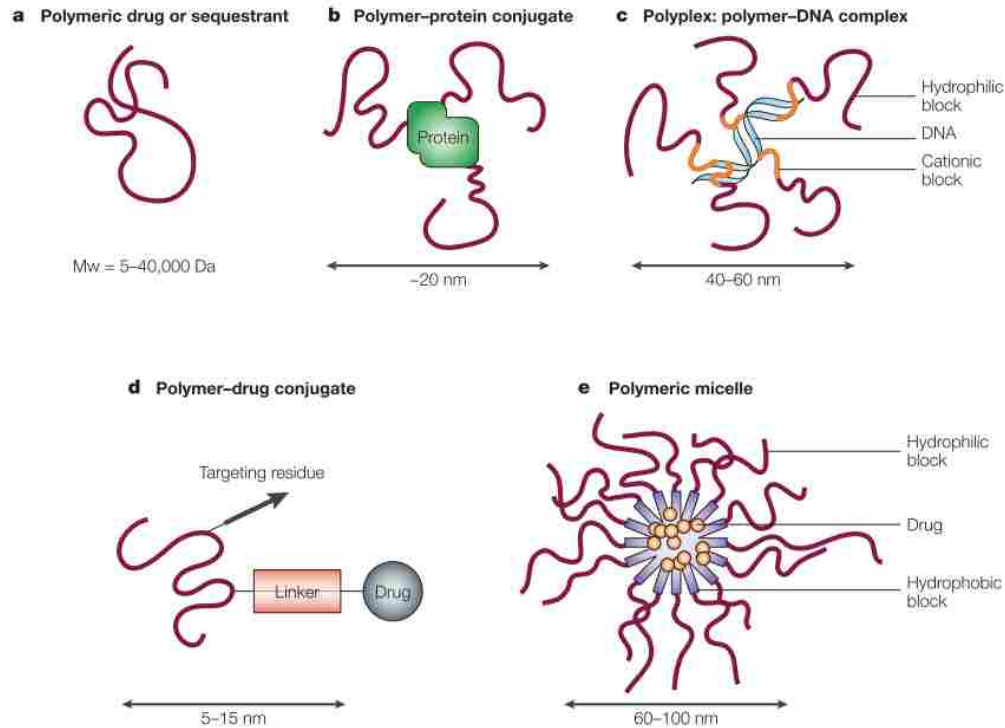 a Polymeric drug or sequestrant
b Polymer–protein conjugate
c Polyplex: polymer–DNA complex
Protein
Hydrophilic
block
DNA
Cationic
block
Mw = 5–40,000 Da
~20 nm
40–60 nm
d Polymer–drug conjugate
e Polymeric micelle
Targeting residue
Linker
Drug
Hydrophilic
block
Drug
Hydrophobic
block
5–15 nm
60–100 nm